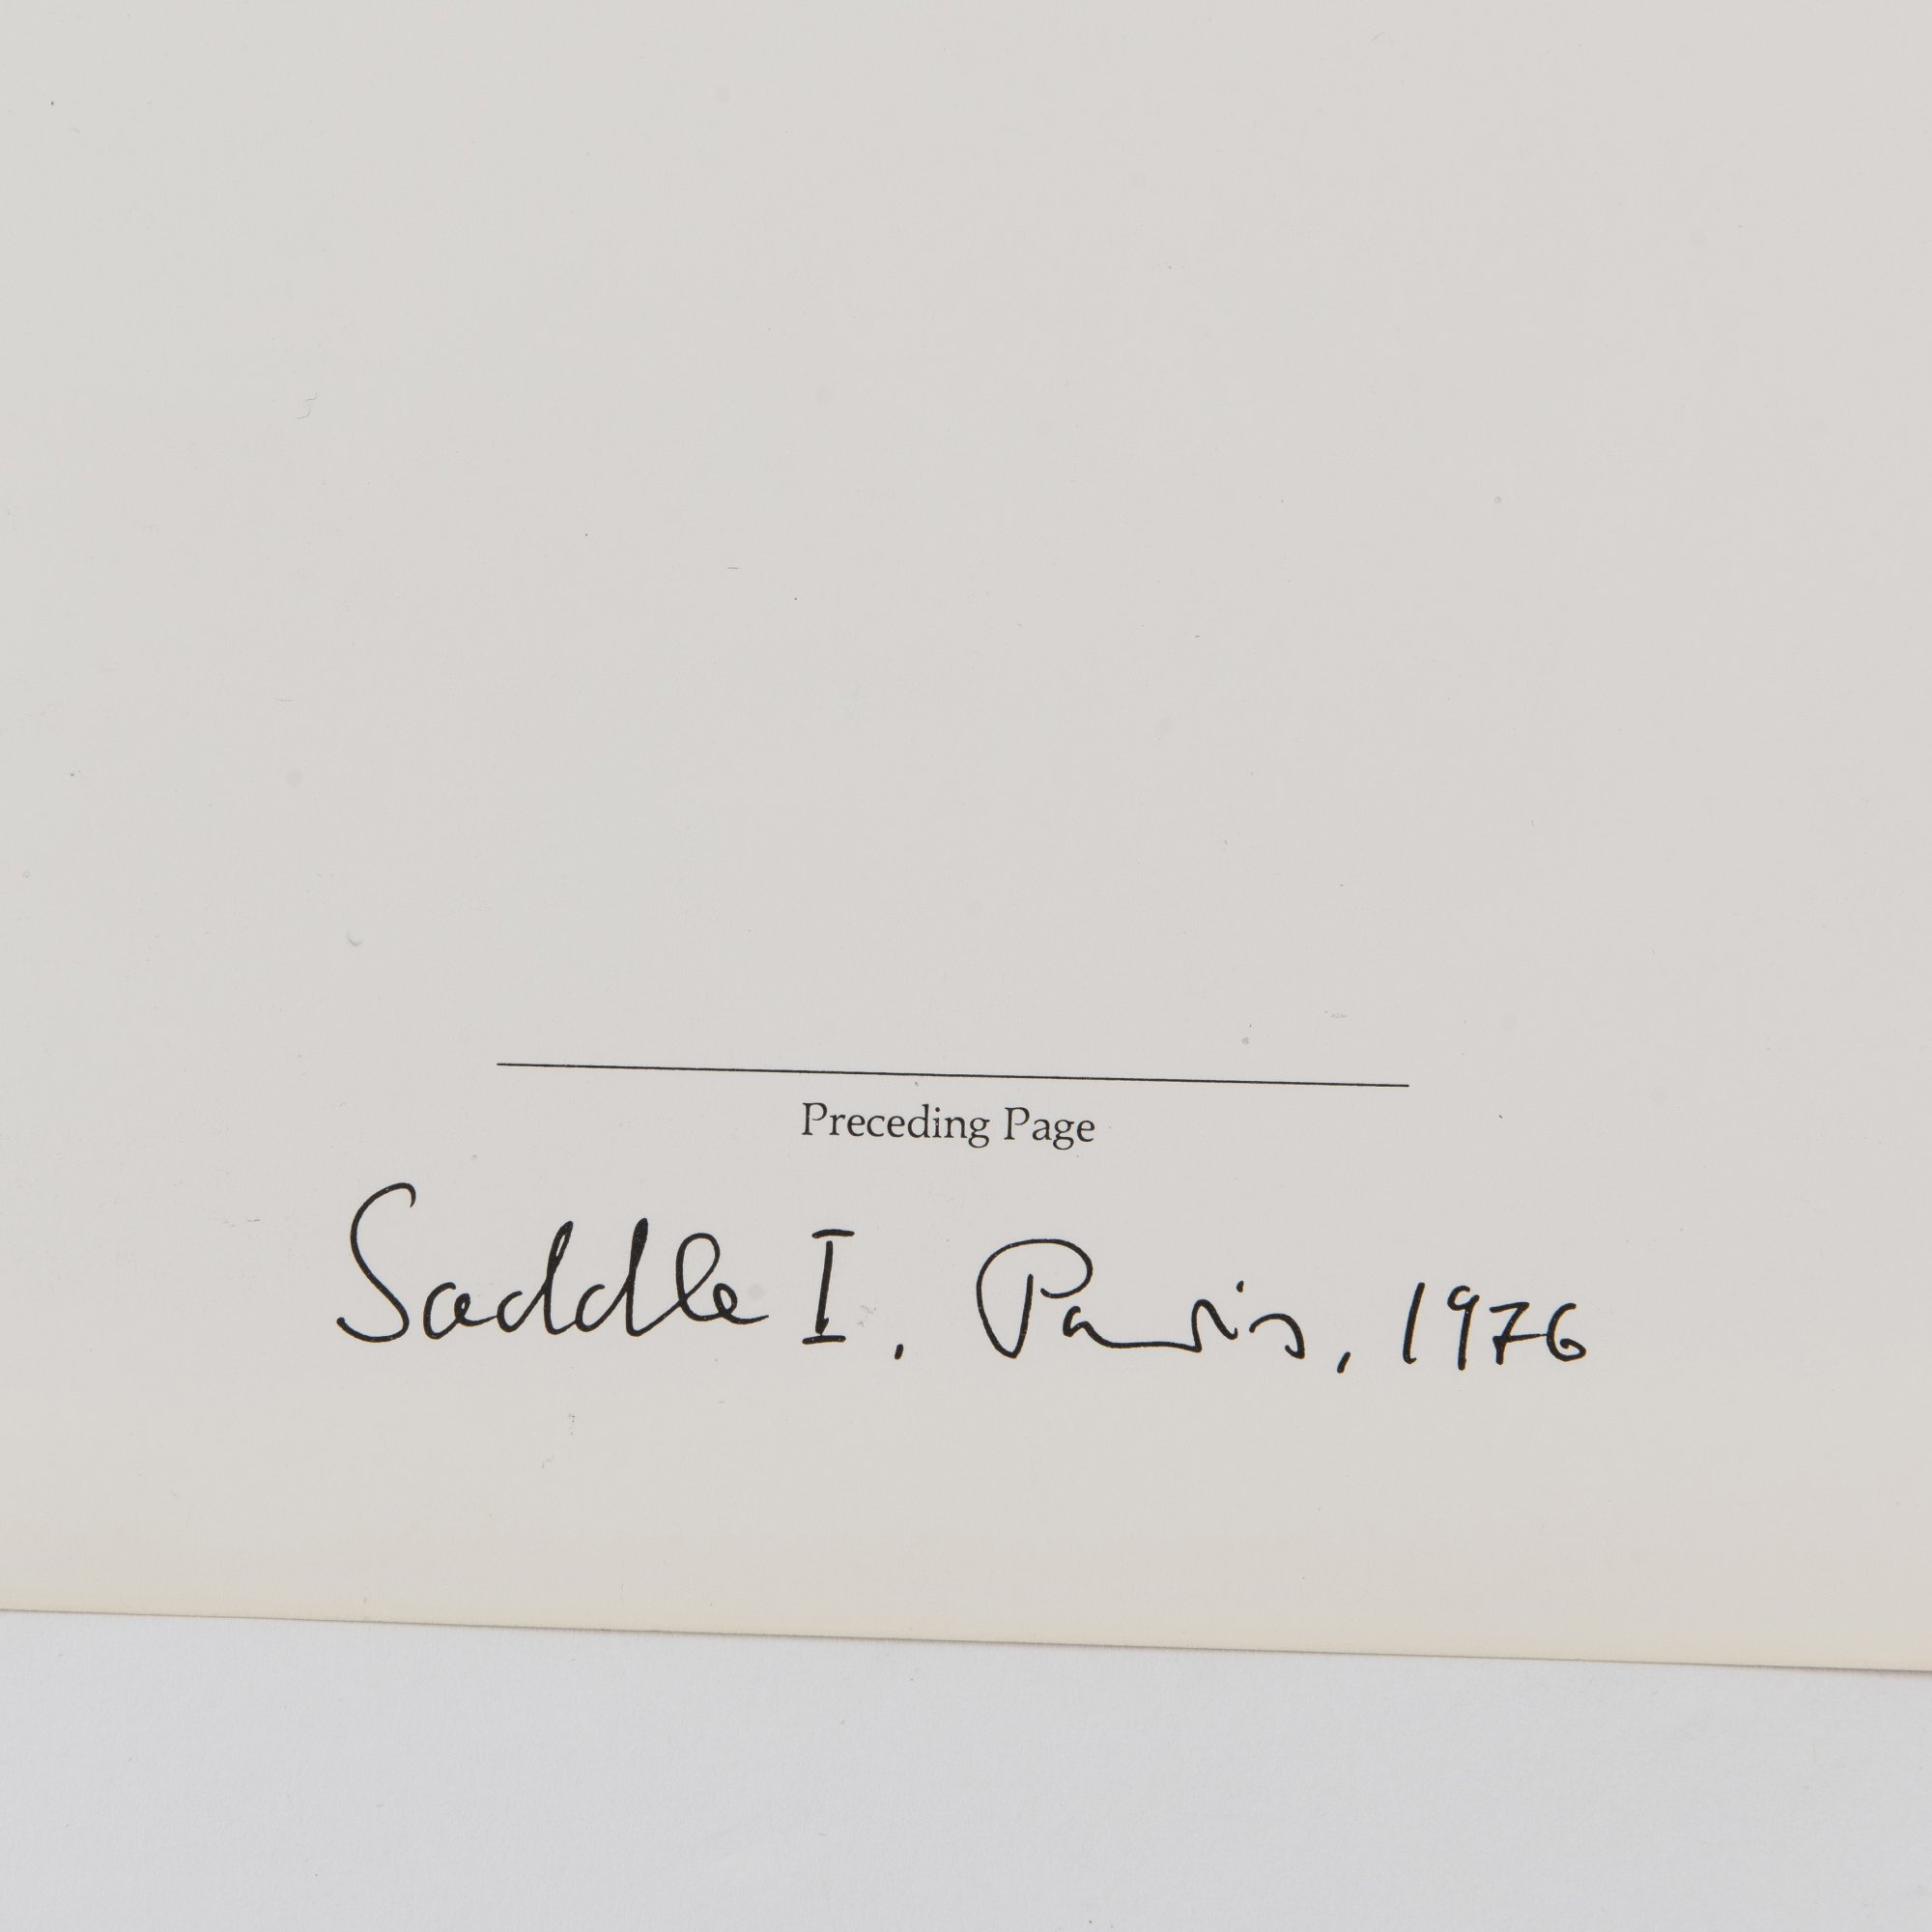 Preceding Page
Saddle I, Paris, 1976